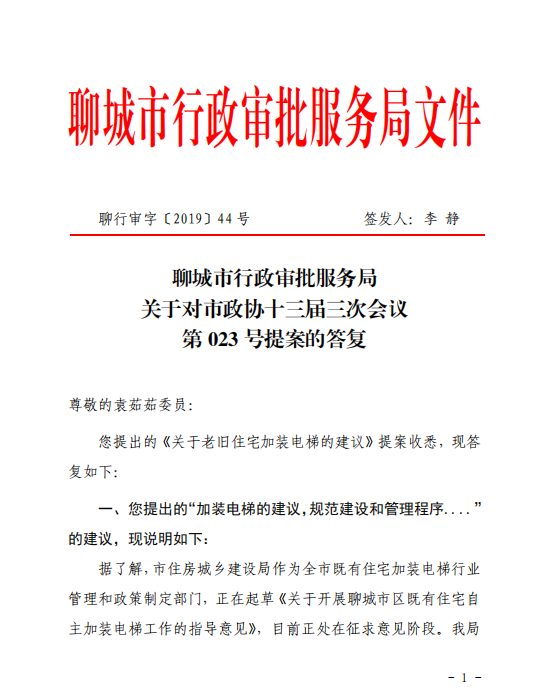 聊城市行政审批服务局文件
聊行审字〔2019〕44 号 签发人：李 静
聊城市行政审批服务局
关于对市政协十三届三次会议
第 023 号提案的答复
尊敬的袁茹茹委员：
您提出的《关于老旧住宅加装电梯的建议》提案收悉，现答
复如下：
一、您提出的“加装电梯的建议，规范建设和管理程序....”
的建议，现说明如下：
据了解，市住房城乡建设局作为全市既有住宅加装电梯行业
管理和政策制定部门，正在起草《关于开展聊城市区既有住宅自
主加装电梯工作的指导意见》，目前正处在征求意见阶段。我局
- 1 -